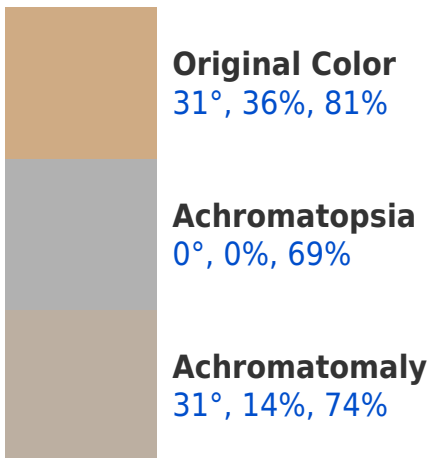 Original Color
31°, 36%, 81%
Achromatopsia
0°, 0%, 69%
Achromatomaly
31°, 14%, 74%